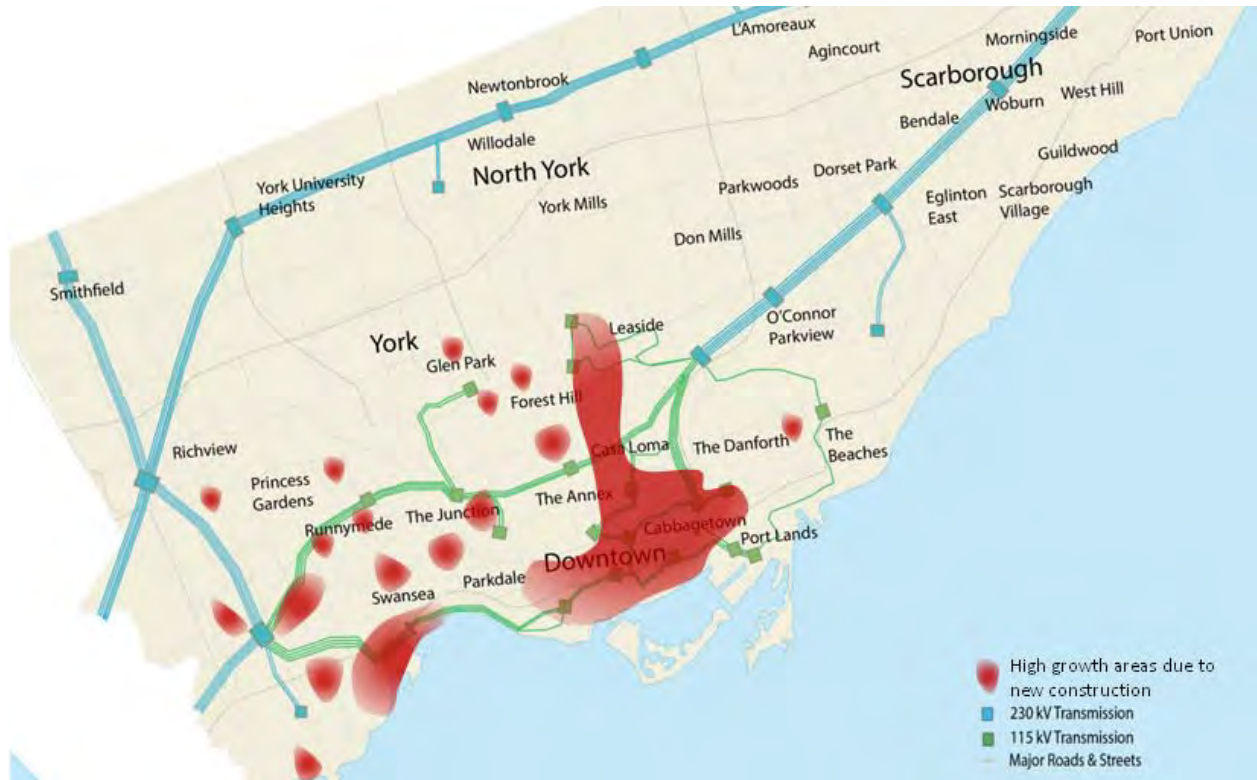 L'Amoreaux
Agincourt
Morningside
Port Union
Scarborough
Newtonbrook
Bendale
Woburn
West Hill
Willodale
North York
Guildwood
York University
Heights
Parkwoods
Dorset Park
York Mills
Eglinton
East
Scarborough
Village
Don Mills
Smithfield
O'Connor
Parkview
Leaside
York
Glen Park
Forest Hill
Richview
Casa Loma
The Danforth
The
Beaches
Princess
Gardens
The Annex
Runnymede
The Junction
Cabbagetown
Port Lands
Downtown
Parkdale
Swansea
High growth areas due to
new construction
230 kV Transmission
115 kV Transmission
Major Roads & Streets